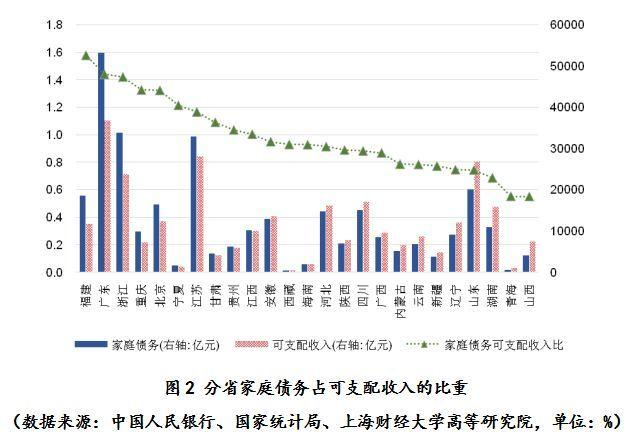 1.8
1.6
1.4
1.2
1.0
0.8
0.6
0.4
0.2
0.0
60000
50000
40000
30000
20000
10000
0
福建
广东
浙江
重庆
北京
宁夏
江苏
甘肃
贵州
江西
安徽
西藏
海南
河北
陕西
四川
广西
内蒙古
云南
新疆
辽宁
山东
湖南
青海
山西
家庭债务(右轴:亿元) 可支配收入(右轴:亿元) 家庭债务可支配收入比
图 2 分省家庭债务占可支配收入的比重
(数据来源：中国人民银行、国家统计局、上海财经大学高等研究院，单位：%)